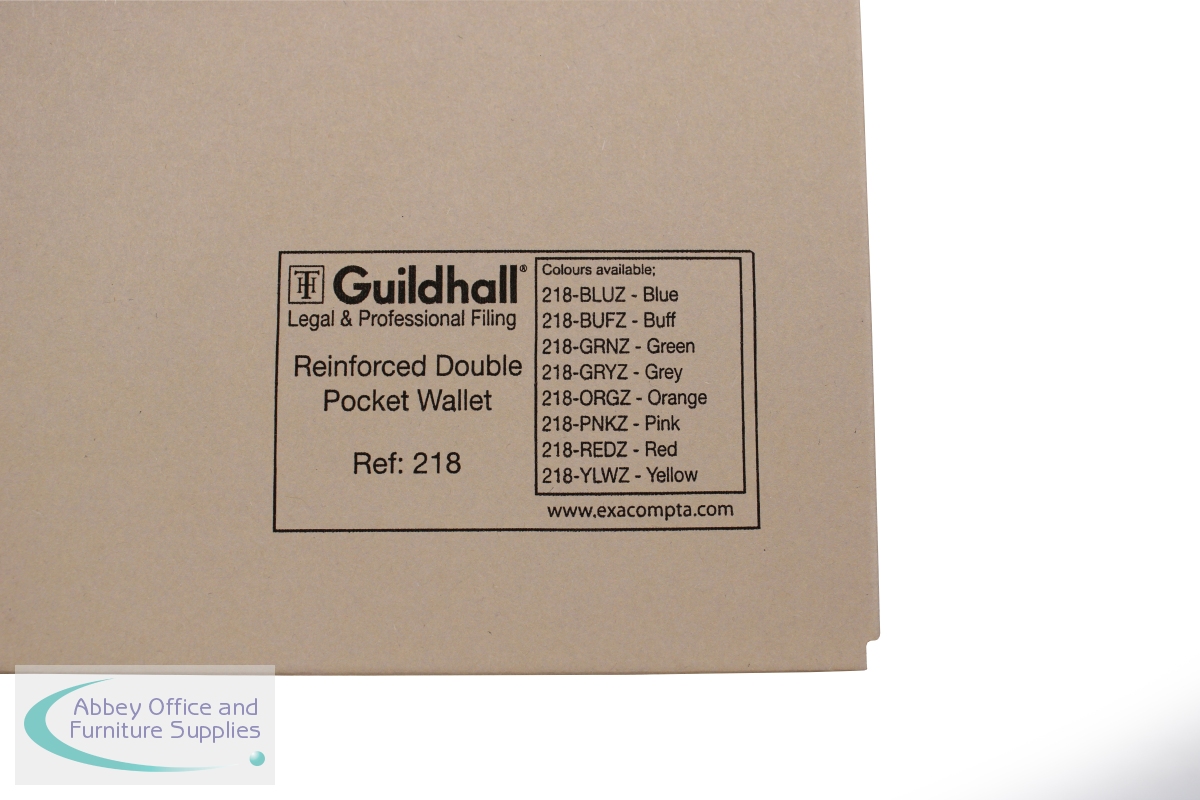 TH Guildhall®
Legal & Professional Filing
Reinforced Double
Pocket Wallet
Ref: 218
Colours available;
218-BLUZ - Blue
218-BUFZ - Buff
218-GRNZ - Green
218-GRYZ - Grey
218-ORGZ - Orange
218-PNKZ - Pink
218-REDZ - Red
218-YLWZ - Yellow
www.exacompta.com
Abbey Office and
Furniture Supplies